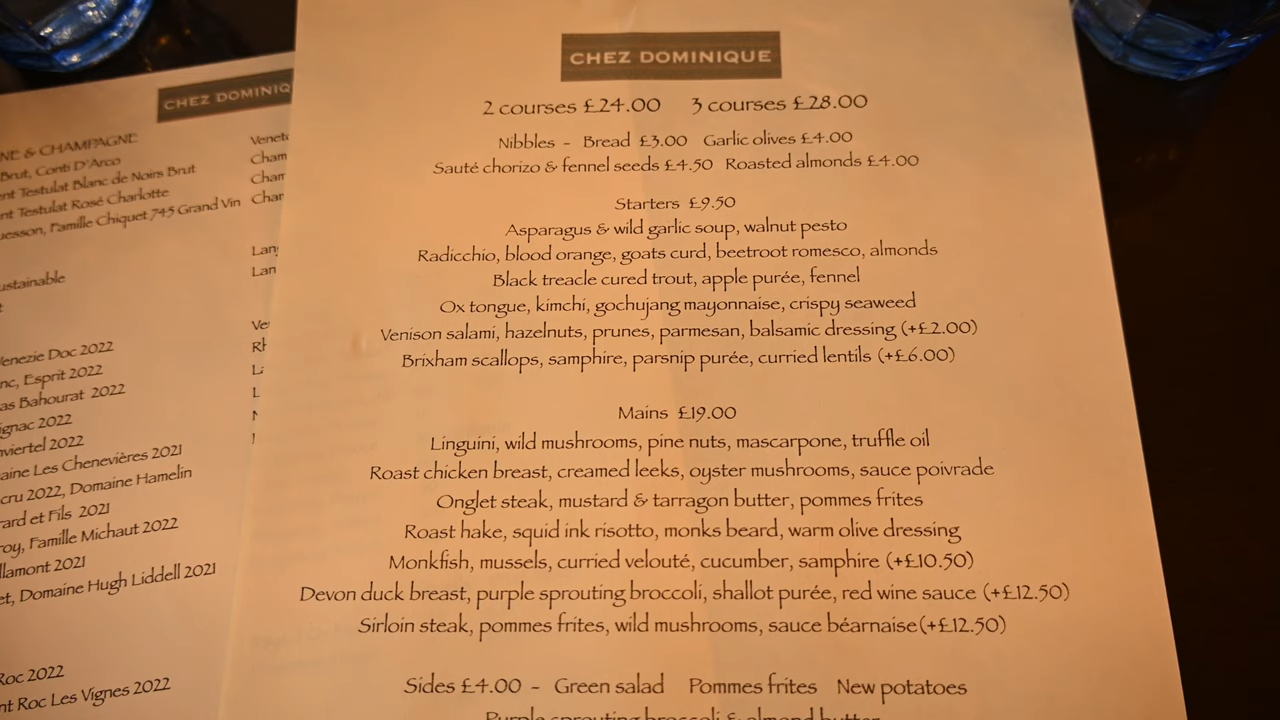 CHEZ DOMINIQUE
2 courses £24.00 3 courses £28.00
Nibbles - Bread £3.00 Garlic olives £4.00
Sauté chorizo & fennel seeds £4.50 Roasted almonds £4.00
Starters £9.50
Asparagus & wild garlic soup, walnut pesto
Radicchio, blood orange, goats curd, beetroot romesco, almonds
Black treacle cured trout, apple purée, fennel
Ox tongue, kimchi, gochujang mayonnaise, crispy seaweed
Venison salami, hazelnuts, prunes, parmesan, balsamic dressing (+£2.00)
Brixham scallops, samphire, parsnip purée, curried lentils (+£6.00)
Mains £19.00
Linguini, wild mushrooms, pine nuts, mascarpone, truffle oil
Roast chicken breast, creamed leeks, oyster mushrooms, sauce poivrade
Onglet steak, mustard & tarragon butter, pommes frites
Roast hake, squid ink risotto, monks beard, warm olive dressing
Monkfish, mussels, curried velouté, cucumber, samphire (+£10.50)
Devon duck breast, purple sprouting broccoli, shallot purée, red wine sauce (+£12.50)
Sirloin steak, pommes frites, wild mushrooms, sauce béarnaise(+£12.50)
Sides £4.00 - Green salad Pommes frites New potatoes
Purple sprouting broccoli & almond butter
CHEZ DOMINIQ
& CHAMPAGNE
Brut, Conti D'Arco
Testulat Blanc de Noirs Brut
Testulat Rosé Charlotte
Famille Chiquet 745 Grand Vin
Doc 2022
Esprit 2022
Bahourat 2022
2022
2022
Les Chenevières 2021
cru 2022, Domaine Hamelin
et Fils 2021
Famille Michaut 2022
2021
Domaine Hugh Liddell 2021
Roc 2022
Roc Les Vignes 2022